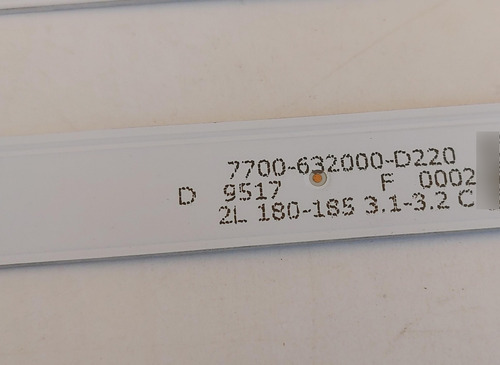 7700-632000-D220
D 9517 F 0002
2L 180-185 3.1-3.2 C